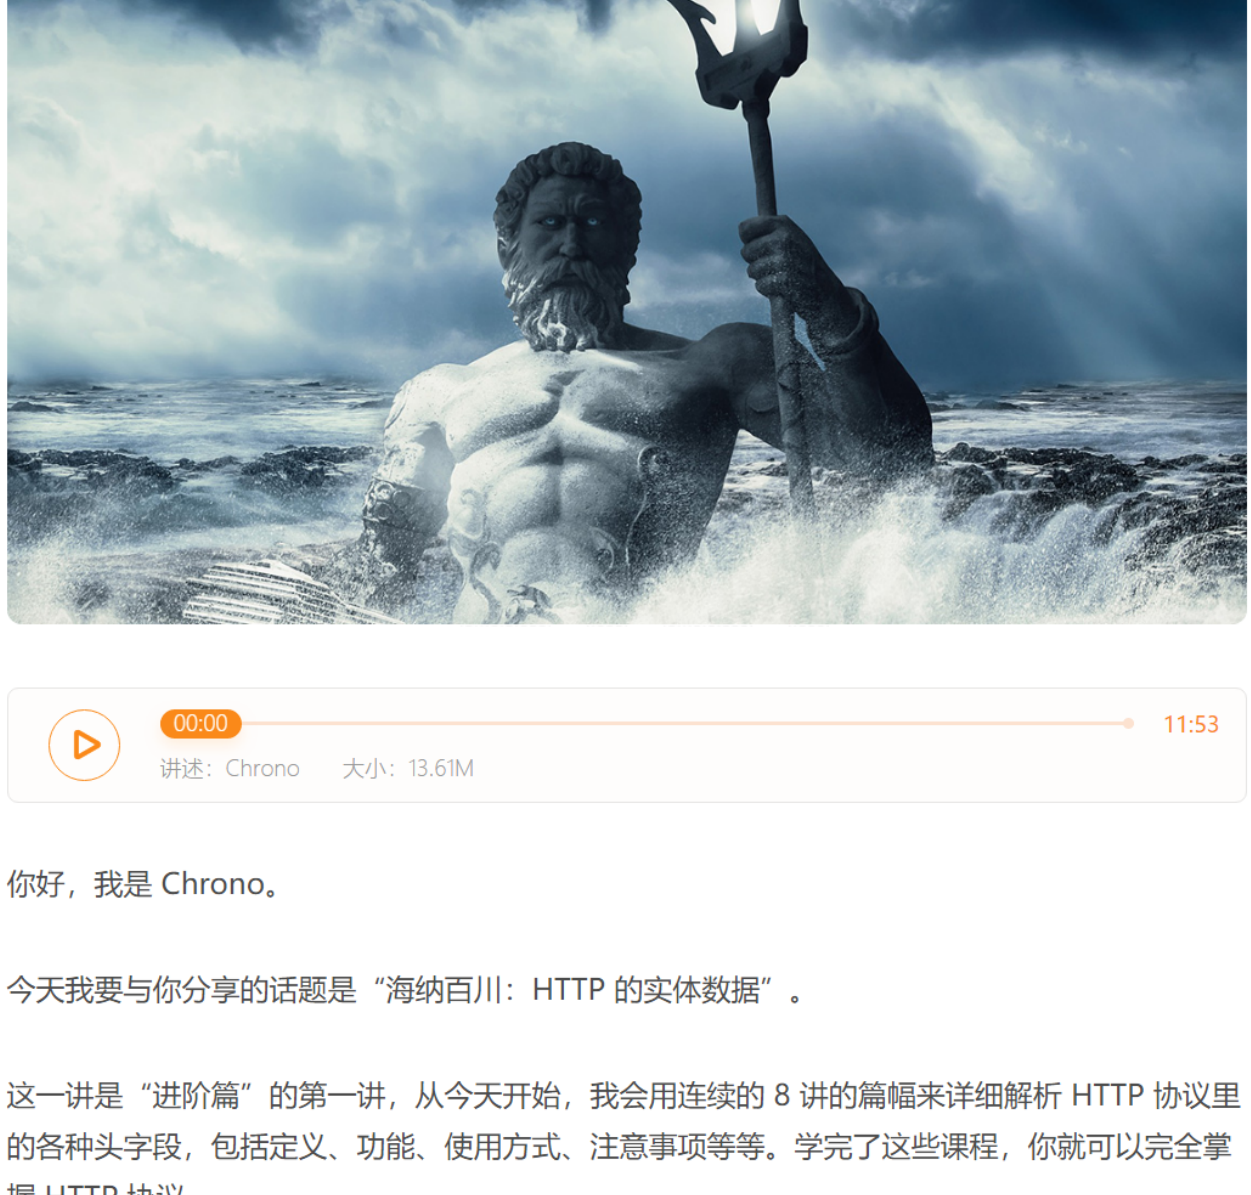 00:00
11:53
讲述：Chrono 大小：13.61M
你好，我是 Chrono。
今天我要与你分享的话题是“海纳百川：HTTP 的实体数据”。
这一讲是“进阶篇”的第一讲，从今天开始，我会用连续的 8 讲的篇幅来详细解析 HTTP 协议里
的各种头字段，包括定义、功能、使用方式、注意事项等等。学完了这些课程，你就可以完全掌
握 HTTP 协议